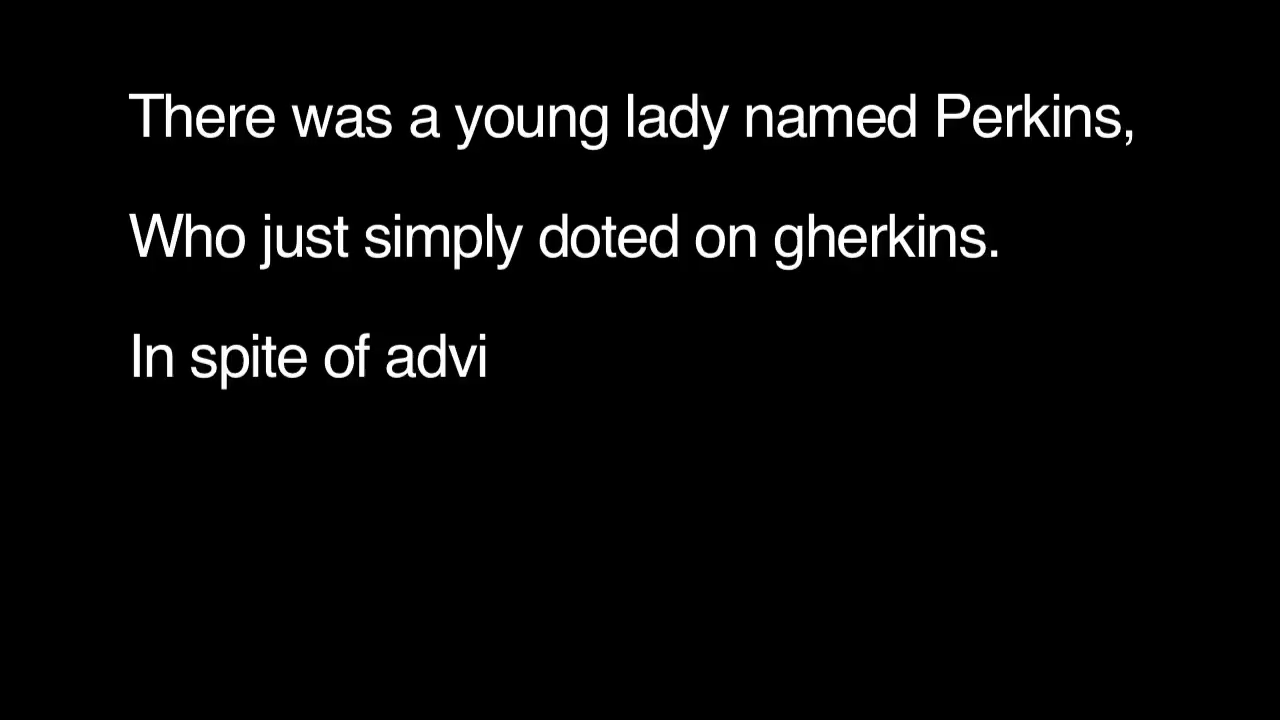 There was a young lady named Perkins,
Who just simply doted on gherkins.
In spite of advi